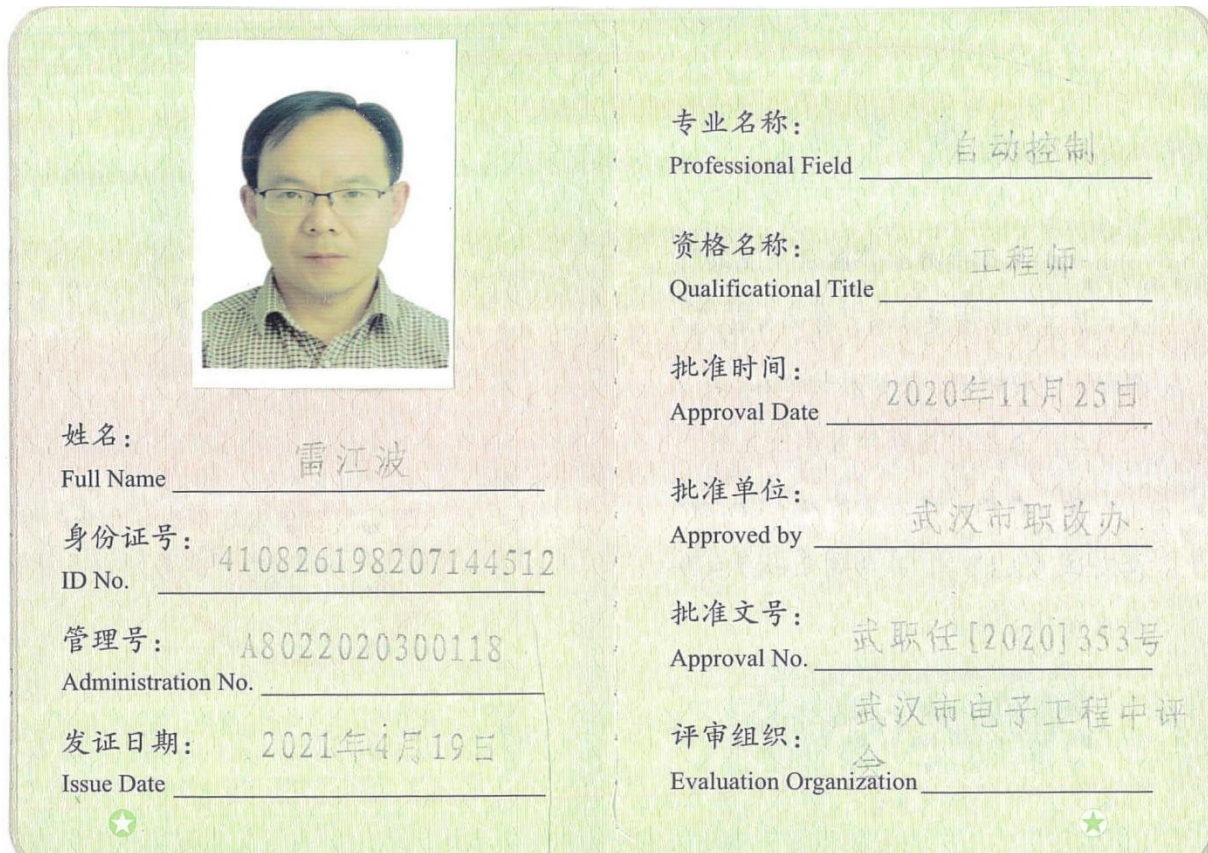 姓名：
Full Name 雷江波
身份证号：
ID No. 410826198207144512
管理号：
Administration No. A8022020300118
发证日期：
Issue Date 2021年4月19日
专业名称：
Professional Field 自动控制
资格名称：
Qualificational Title 工程师
批准时间：
Approval Date 2020年11月25日
批准单位：
Approved by 武汉市职改办
批准文号：
Approval No. 武职任[2020]353号
评审组织：
武汉市电子工程中评
会
Evaluation Organization